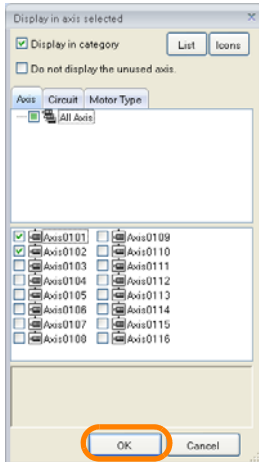 Display in axis selected
Display in category
List
Icons
Do not display the unused axis.
Axis
Circuit
Motor Type
All Axis
Axis0101
Axis0109
Axis0102
Axis0110
Axis0103
Axis0111
Axis0104
Axis0112
Axis0105
Axis0113
Axis0106
Axis0114
Axis0107
Axis0115
Axis0108
Axis0116
OK
Cancel